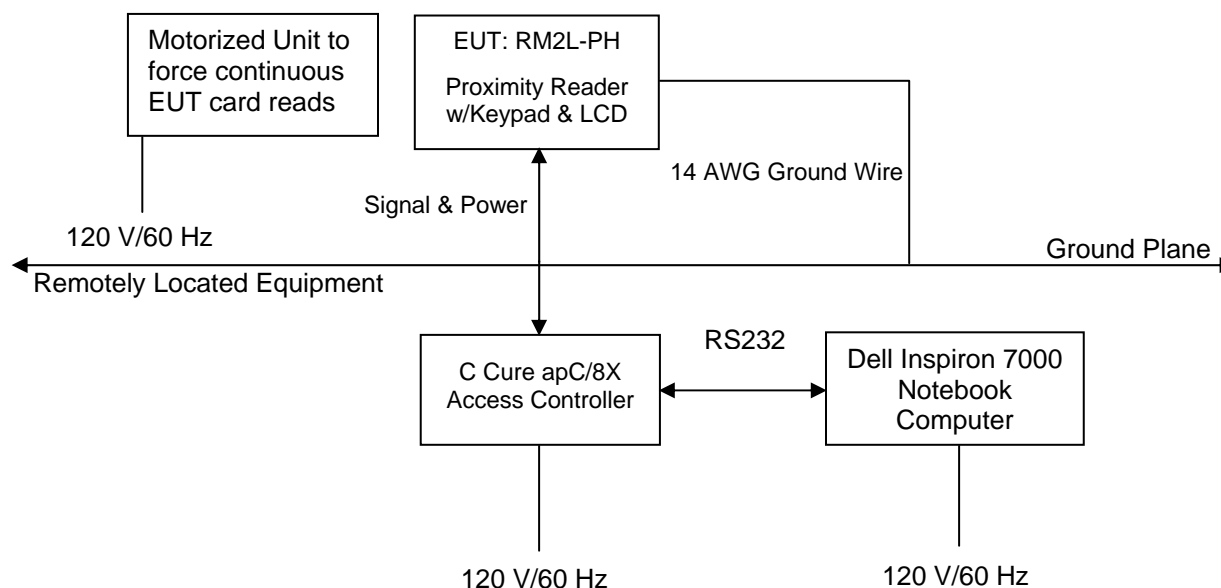 Motorized Unit to
force continuous
EUT card reads
EUT: RM2L-PH
Proximity Reader
w/Keypad & LCD
14 AWG Ground Wire
Signal & Power
120 V/60 Hz
Ground Plane
Remotely Located Equipment
C Cure apC/8X
Access Controller
RS232
Dell Inspiron 7000
Notebook
Computer
120 V/60 Hz
120 V/60 Hz